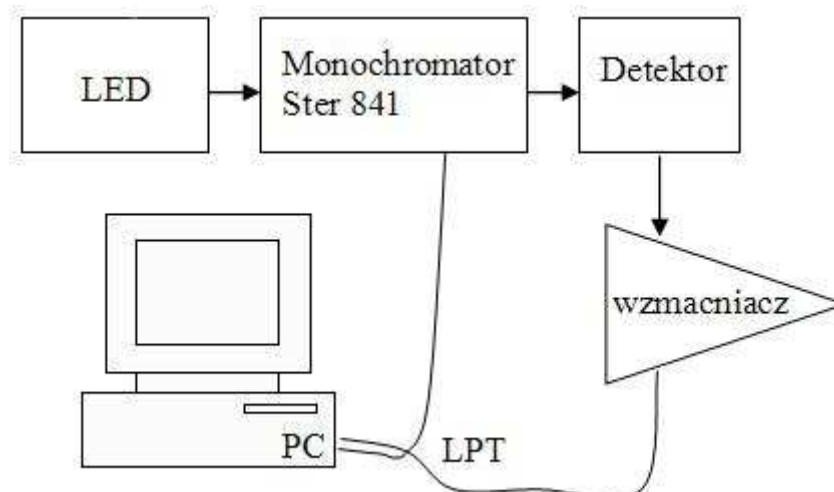 LED
Monochromator
Ster 841
Detektor
wzmacniacz
PC
LPT